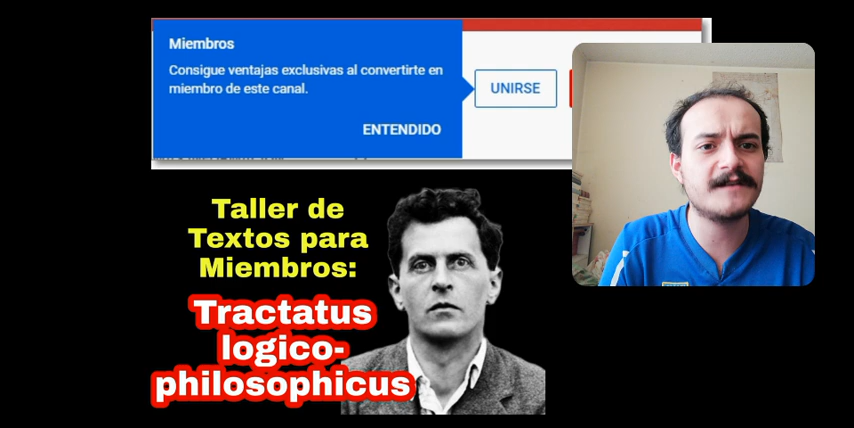 Miembros
Consigue ventajas exclusivas al convertirte en
miembro de este canal.
UNIRSE
ENTENDIDO
Taller de
Textos para
Miembros:
Tractatus
logico-
philosophicus